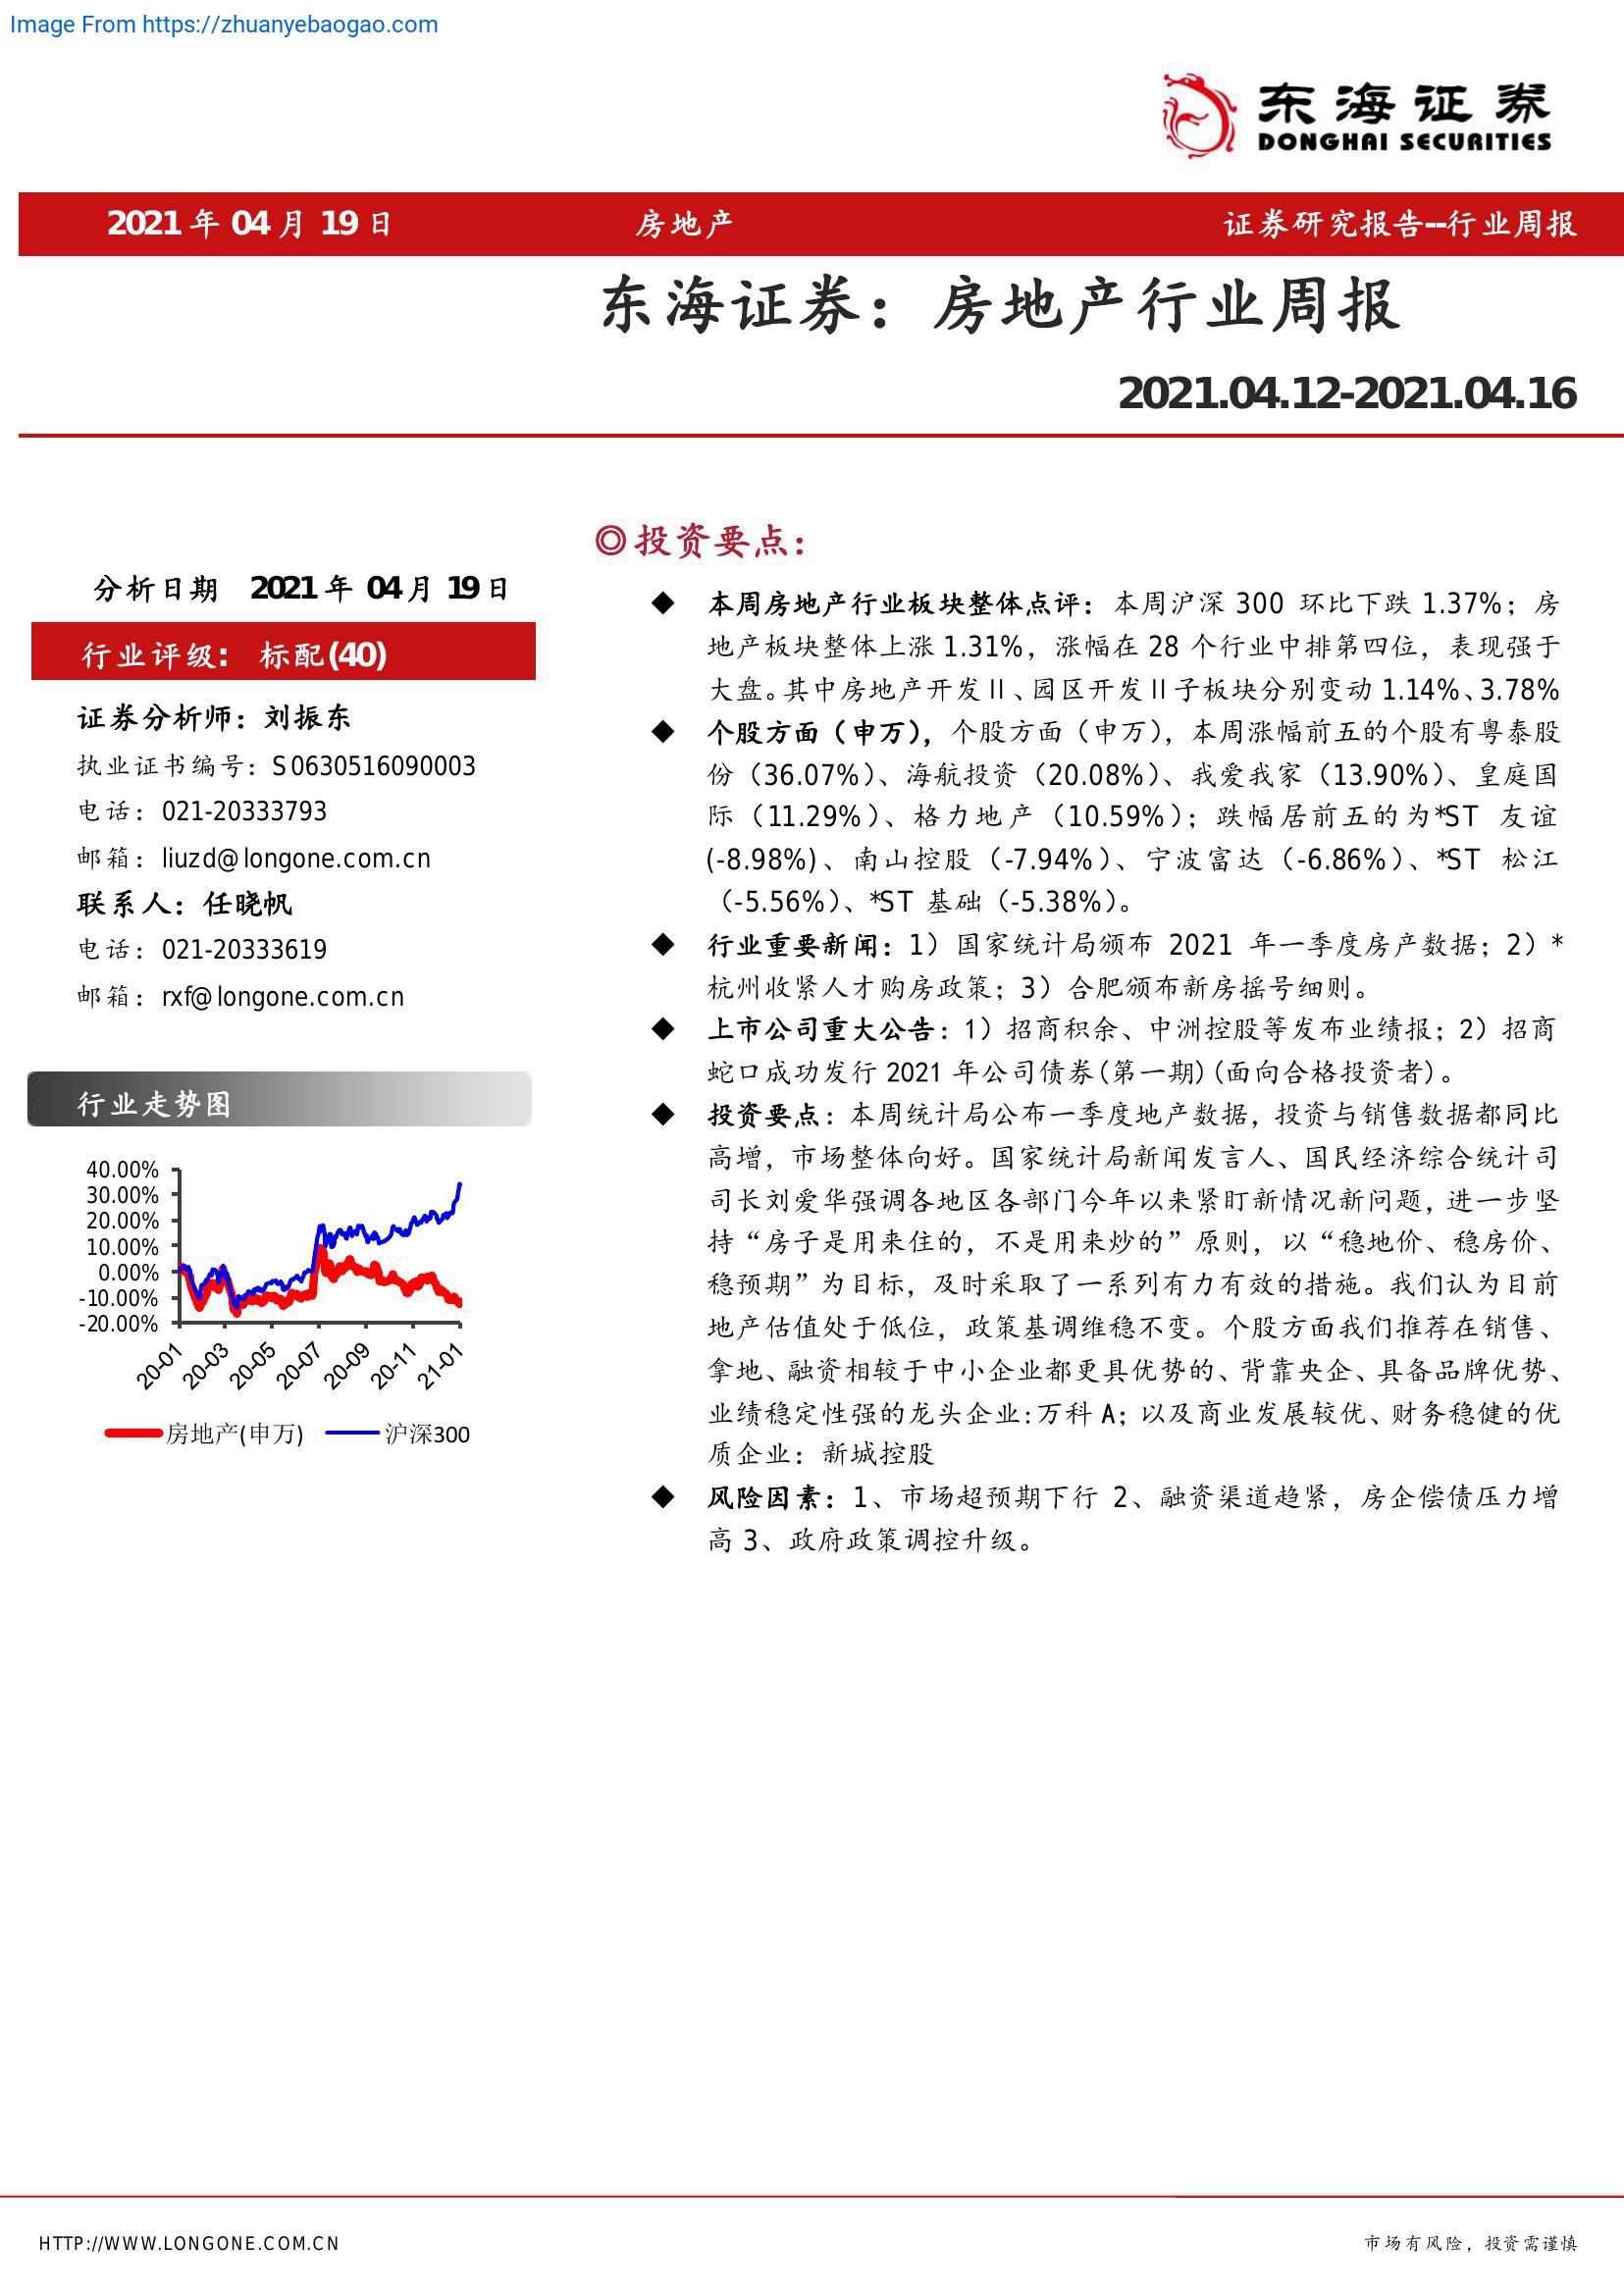 Image From https://zhuanyebaogao.com
东海证券
DONGHAI SECURITIES
2021 年 04 月 19 日 房地产 证券研究报告--行业周报
东海证券：房地产行业周报
2021.04.12-2021.04.16
分析日期 2021 年 04 月 19 日
行业评级： 标配(40)
证券分析师：刘振东
执业证书编号：S0630516090003
电话：021-20333793
邮箱：liuzd@longone.com.cn
联系人：任晓帆
电话：021-20333619
邮箱：rxf@longone.com.cn
行业走势图
40.00%
30.00%
20.00%
10.00%
0.00%
-10.00%
-20.00%
20-01 20-03 20-05 20-07 20-09 20-11 21-01
房地产(申万) 沪深300
◎投资要点：
◆ 本周房地产行业板块整体点评：本周沪深 300 环比下跌 1.37%；房
地产板块整体上涨 1.31%，涨幅在 28 个行业中排第四位，表现强于
大盘。其中房地产开发Ⅱ、园区开发Ⅱ子板块分别变动 1.14%、3.78%
◆ 个股方面（申万），个股方面（申万），本周涨幅前五的个股有粤泰股
份（36.07%）、海航投资（20.08%）、我爱我家（13.90%）、皇庭国
际（11.29%）、格力地产（10.59%）；跌幅居前五的为*ST 友谊
(-8.98%)、南山控股（-7.94%）、宁波富达（-6.86%）、*ST 松江
（-5.56%）、*ST 基础（-5.38%）。
◆ 行业重要新闻：1）国家统计局颁布 2021 年一季度房产数据；2）*
杭州收紧人才购房政策；3）合肥颁布新房摇号细则。
◆ 上市公司重大公告：1）招商积余、中洲控股等发布业绩报；2）招商
蛇口成功发行 2021 年公司债券(第一期)(面向合格投资者)。
◆ 投资要点：本周统计局公布一季度地产数据，投资与销售数据都同比
高增，市场整体向好。国家统计局新闻发言人、国民经济综合统计司
司长刘爱华强调各地区各部门今年以来紧盯新情况新问题，进一步坚
持“房子是用来住的，不是用来炒的”原则，以“稳地价、稳房价、
稳预期”为目标，及时采取了一系列有力有效的措施。我们认为目前
地产估值处于低位，政策基调维稳不变。个股方面我们推荐在销售、
拿地、融资相较于中小企业都更具优势的、背靠央企、具备品牌优势、
业绩稳定性强的龙头企业:万科 A；以及商业发展较优、财务稳健的优
质企业：新城控股
◆ 风险因素：1、市场超预期下行 2、融资渠道趋紧，房企偿债压力增
高 3、政府政策调控升级。
HTTP://WWW.LONGONE.COM.CN 市场有风险，投资需谨慎